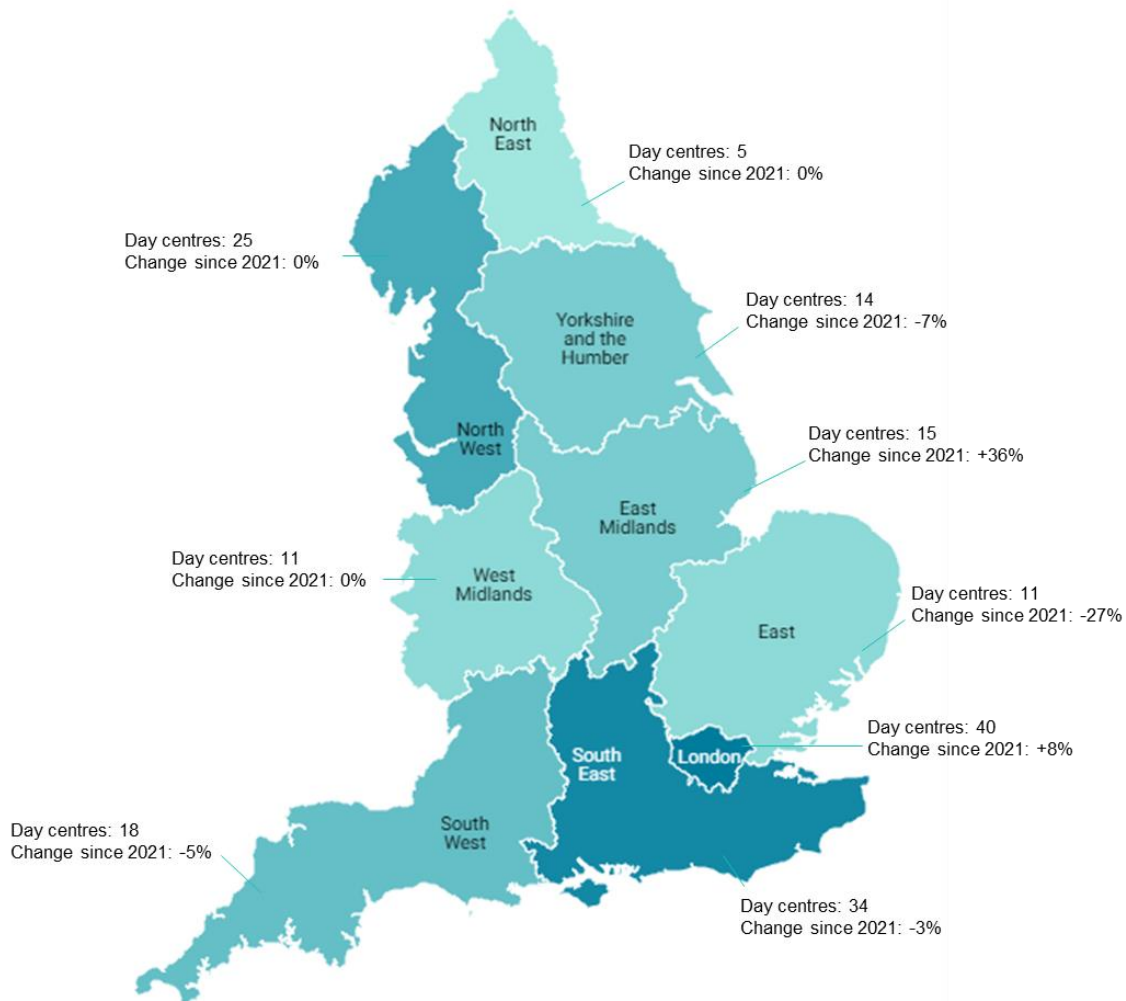 North
East
Day centres: 5
Change since 2021: 0%
Day centres: 25
Change since 2021: 0%
Day centres: 14
Change since 2021: -7%
Yorkshire
and the
Humber
North
West
Day centres: 15
Change since 2021: +36%
East
Midlands
Day centres: 11
Change since 2021: 0%
West
Midlands
Day centres: 11
Change since 2021: -27%
East
Day centres: 40
Change since 2021: +8%
South
East
London
Day centres: 18
Change since 2021: -5%
South
West
Day centres: 34
Change since 2021: -3%